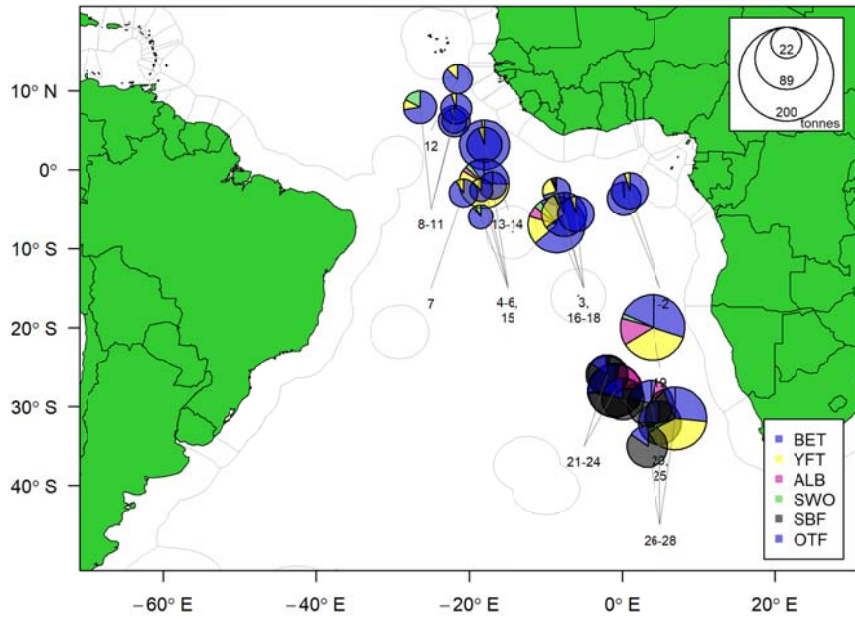 22
89
200
tonnes
10° N
0°
10° S
20° S
30° S
40° S
12
8-11
13-14
7
4-6,
15
3,
16-18
-2
21-24
25
26-28
BET
YFT
ALB
SWO
SBF
OTF
−60° E
−40° E
−20° E
0° E
20° E